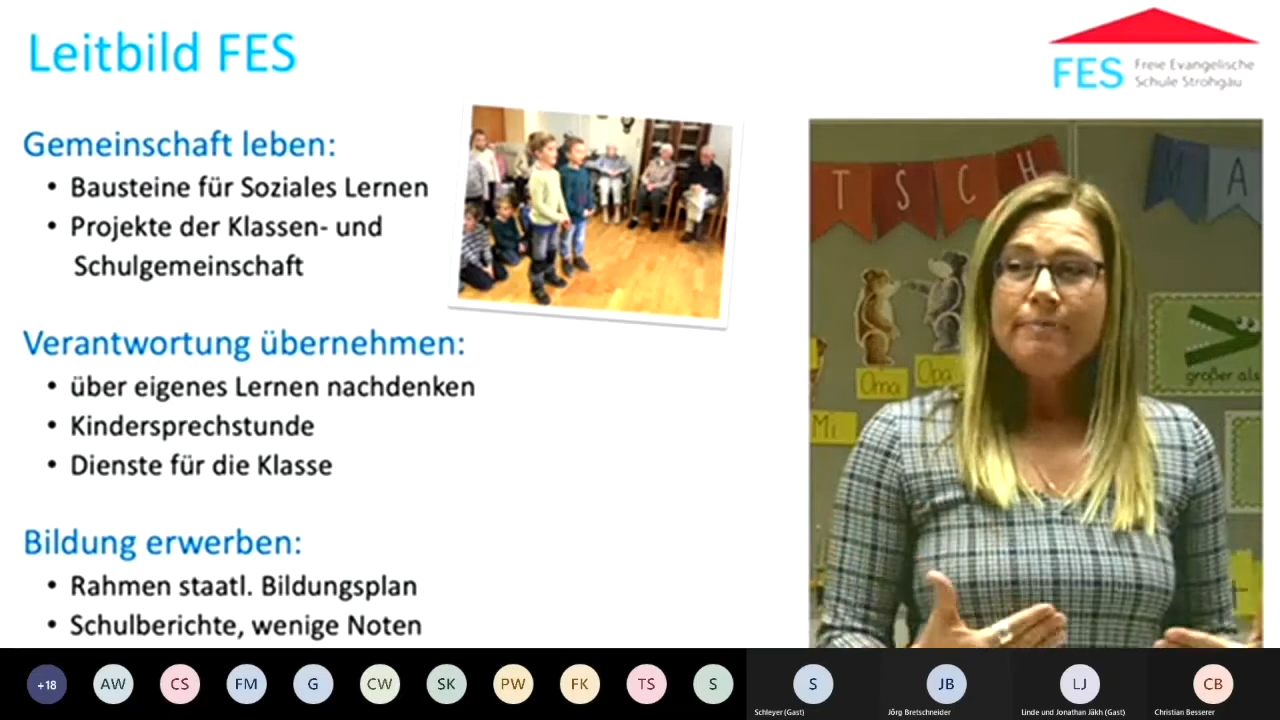 Leitbild FES
FES Freie Evangelische
Schule Strohgäu
Gemeinschaft leben:
• Bausteine für Soziales Lernen
• Projekte der Klassen- und
Schulgemeinschaft
Verantwortung übernehmen:
• über eigenes Lernen nachdenken
• Kindersprechstunde
• Dienste für die Klasse
Bildung erwerben:
• Rahmen staatl. Bildungsplan
• Schulberichte, wenige Noten
T S C H
M A
Oma
Opa
größer als
Mi
+18 AW CS FM G CW SK PW FK TS S S JB LJ CB
Schleyer (Gast)
Jörg Bretschneider
Linde und Jonathan Jäkh (Gast)
Christian Besserer